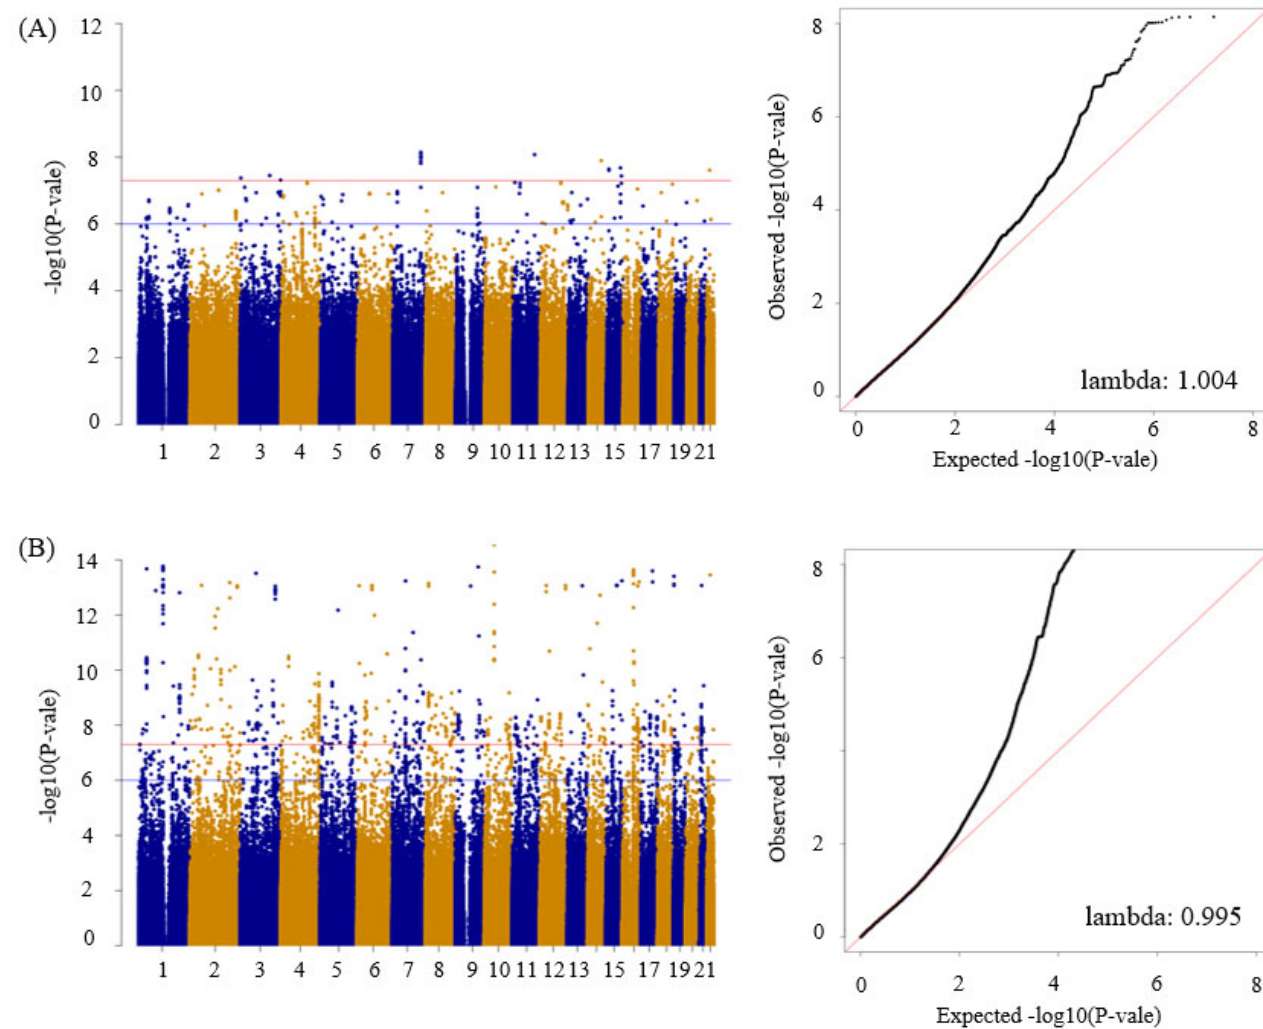 (A)
12
10
8
6
4
2
0
-log10(P-vale)
1 2 3 4 5 6 7 8 9 10 11 12 13 15 17 19 21
8
6
4
2
0
Observed -log10(P-vale)
lambda: 1.004
0 2 4 6 8
Expected -log10(P-vale)
(B)
14
12
10
8
6
4
2
0
-log10(P-vale)
1 2 3 4 5 6 7 8 9 10 11 12 13 15 17 19 21
8
6
2
0
Observed -log10(P-vale)
lambda: 0.995
0 2 4 6 8
Expected -log10(P-vale)